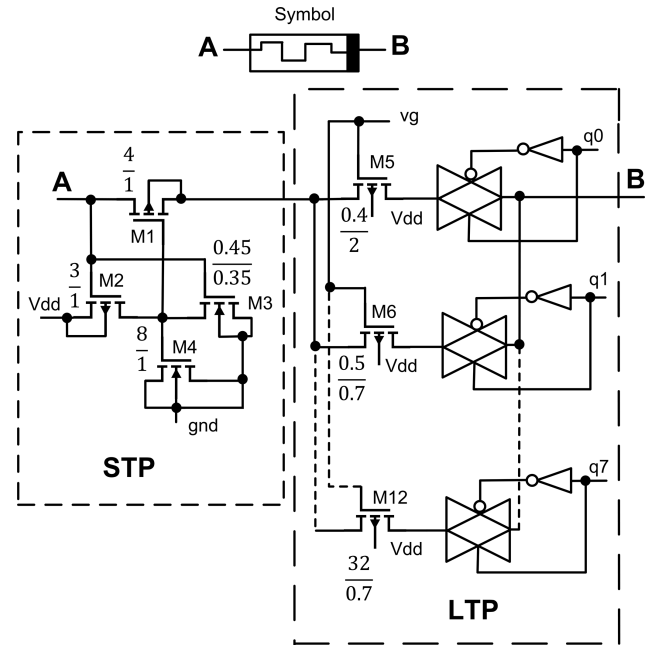 Symbol
A B
vg
q0
M5
4
1
A
B
M1
0.4
2
Vdd
0.45
0.35
3
1
M2
M3
q1
Vdd
M6
8
1
M4
Vdd
0.5
0.7
gnd
STP
q7
M12
Vdd
32
0.7
LTP